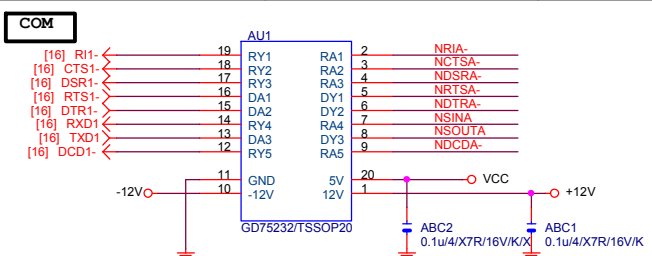 COM
AU1
[16] RI1- 19 RY1 RA1 2 NRIA-
[16] CTS1- 18 RY2 RA2 3 NCTSA-
[16] DSR1- 17 RY3 RA3 4 NDSRA-
[16] RTS1- 16 DA1 DY1 5 NRTSA-
[16] DTR1- 15 DA2 DY2 6 NDTRA-
[16] RXD1 14 RY4 RA4 7 NSINA
[16] TXD1 13 DA3 DY3 8 NSOUTA
[16] DCD1- 12 RY5 RA5 9 NDCDA-
11 GND 5V 20 VCC
-12V 10 -12V 12V 1 +12V
GD75232/TSSOP20
ABC2
0.1u/4/X7R/16V/K/X
ABC1
0.1u/4/X7R/16V/K